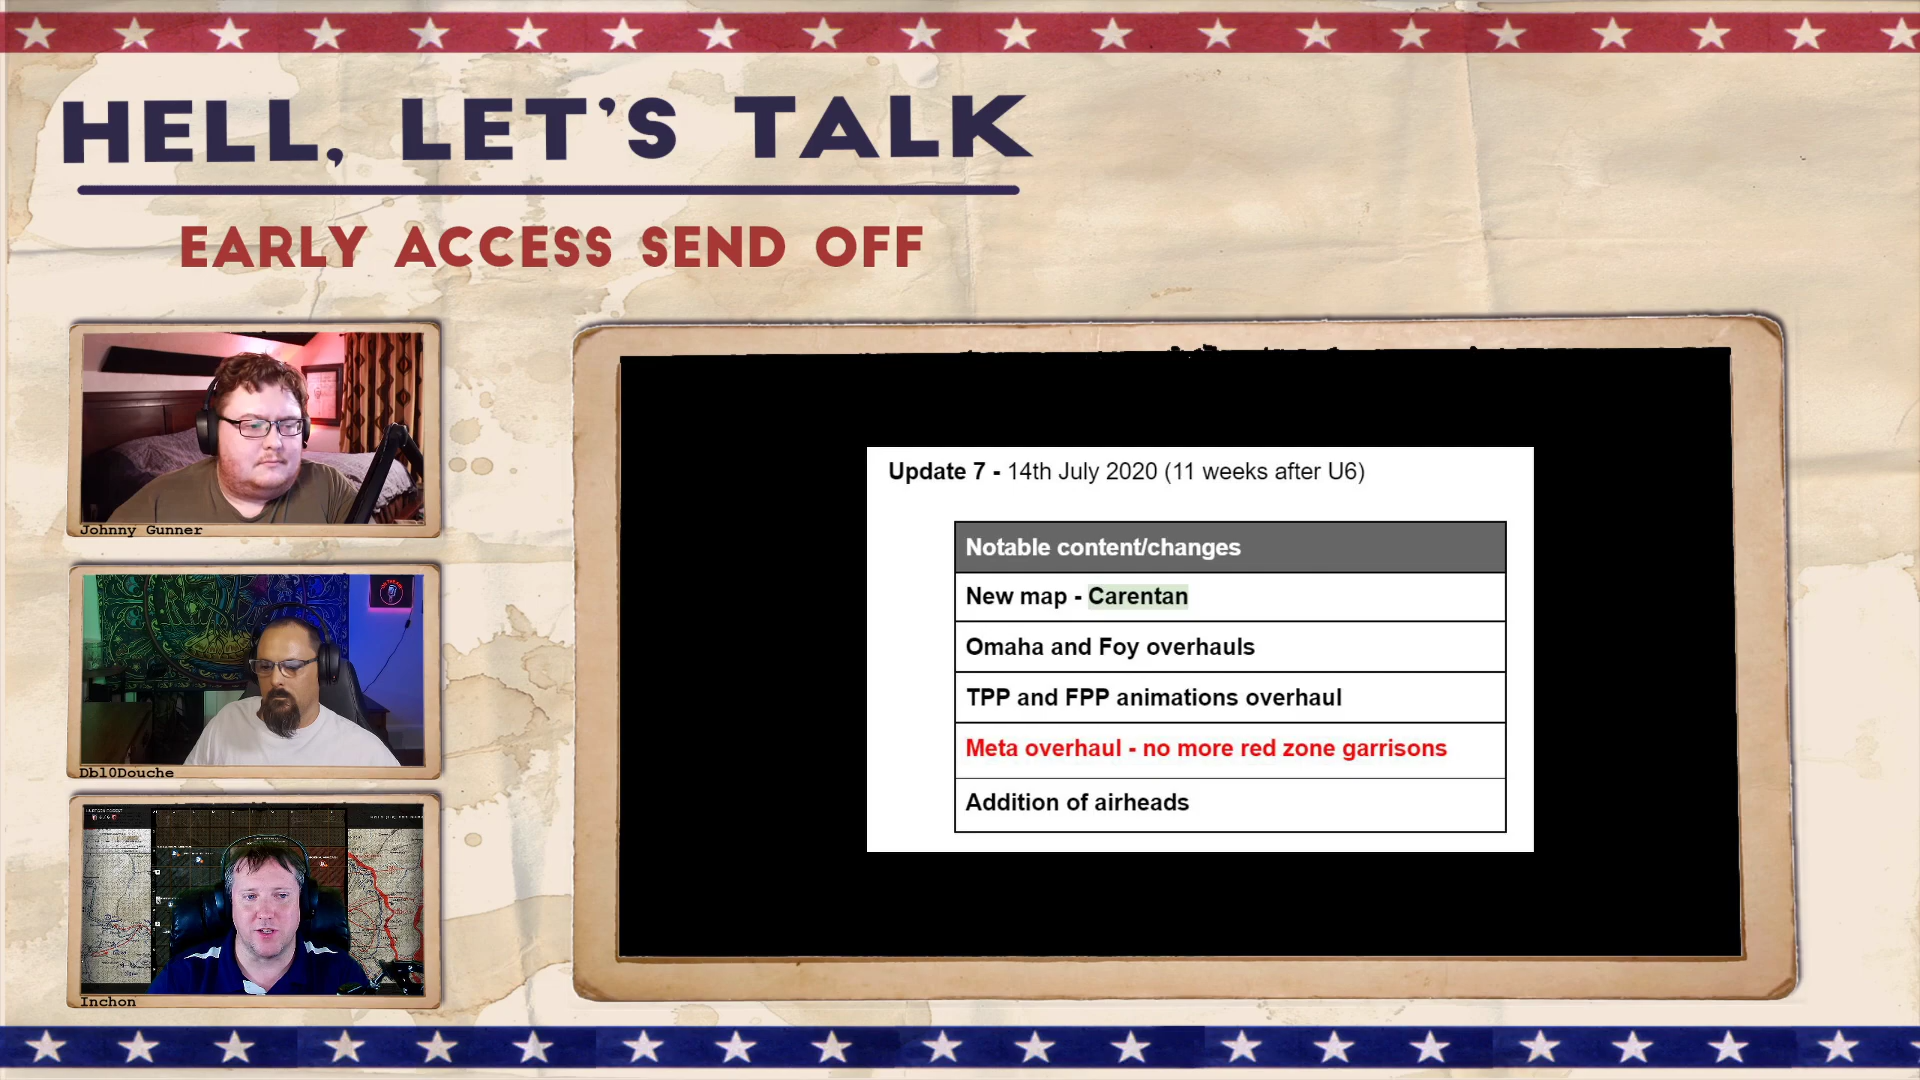 HELL, LET'S TALK
EARLY ACCESS SEND OFF
Johnny Gunner
Db10Douche
Inchon
Update 7 - 14th July 2020 (11 weeks after U6)
Notable content/changes
New map - Carentan
Omaha and Foy overhauls
TPP and FPP animations overhaul
Meta overhaul - no more red zone garrisons
Addition of airheads